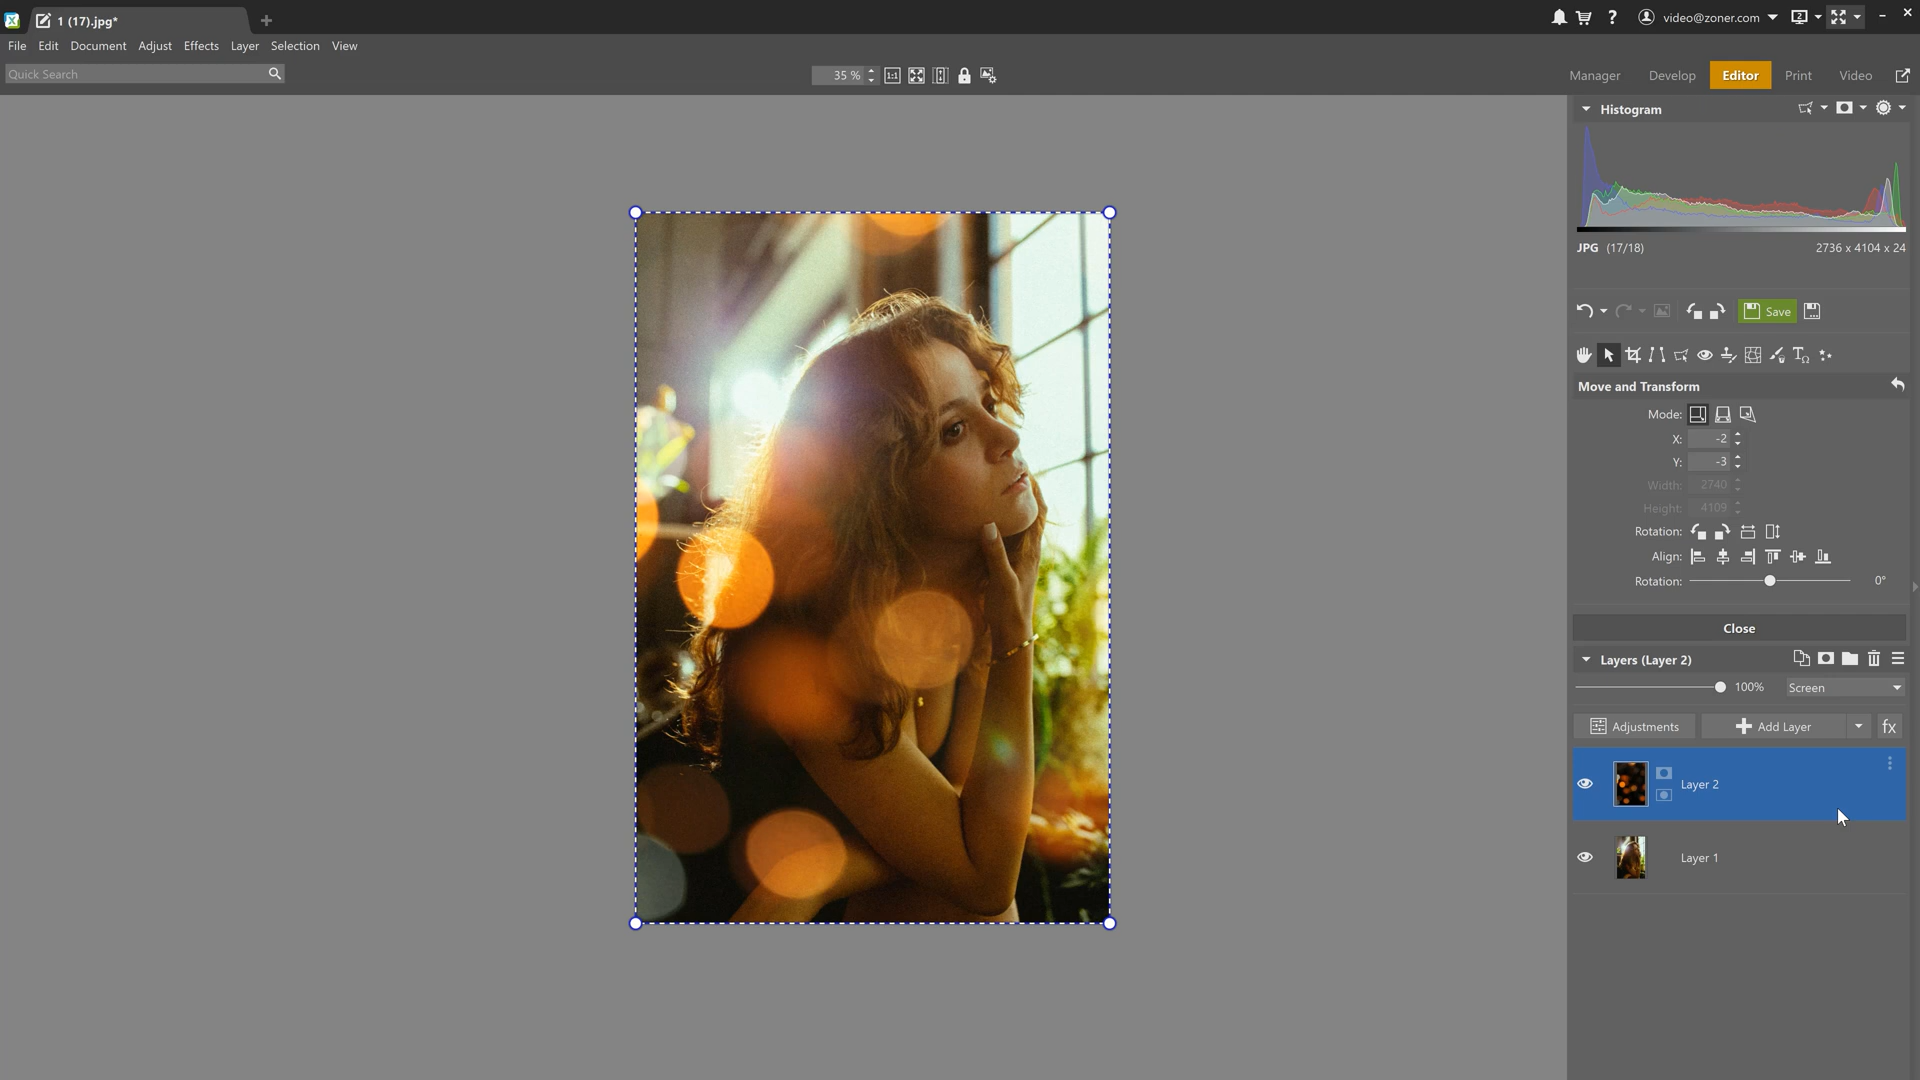 1 (17).jpg*
video@zoner.com
2
File Edit Document Adjust Effects Layer Selection View
Quick Search
35 %
1:1
Manager Develop Editor Print Video
Histogram
JPG (17/18) 2736 x 4104 x 24
Save
Move and Transform
Mode:
X: -2
Y: -3
Width: 2740
Height: 4109
Rotation:
Align:
Rotation: 0°
Close
Layers (Layer 2)
100% Screen
Adjustments Add Layer fx
Layer 2
Layer 1